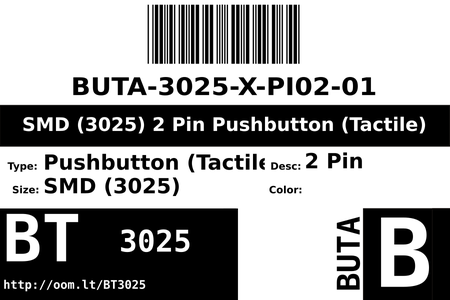 BUTA-3025-X-PI02-01
SMD (3025) 2 Pin Pushbutton (Tactile)
Type: Pushbutton (Tactile Desc: 2 Pin
Size: SMD (3025) Color:
BT 3025
http://oom.lt/BT3025
BUTA
B